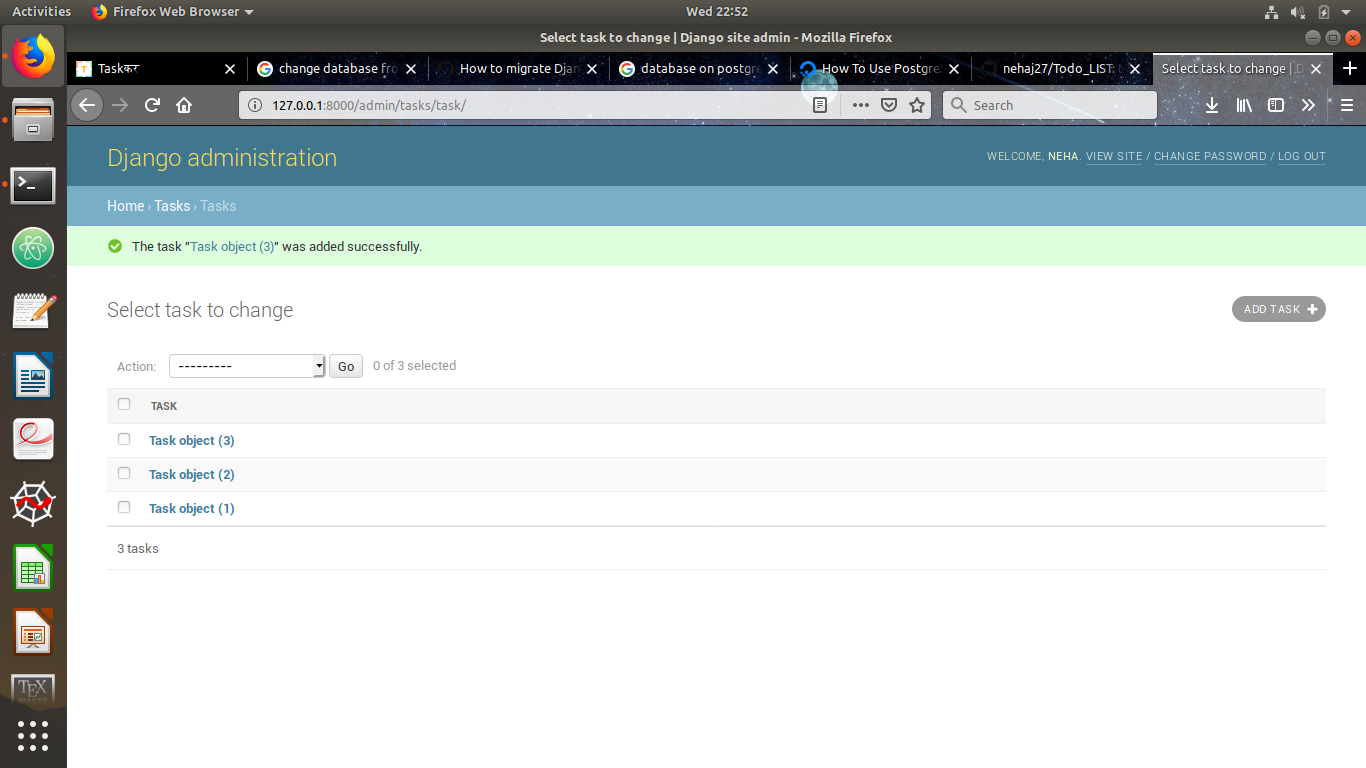 Activities Firefox Web Browser Wed 22:52
Select task to change | Django site admin - Mozilla Firefox
Taskकर change database fro How to migrate Djan database on postgre How To Use Postgre nehaj27/Todo_LIST: Select task to change |
127.0.0.1:8000/admin/tasks/task/ Search
Django administration WELCOME, NEHA. VIEW SITE / CHANGE PASSWORD / LOG OUT
Home › Tasks › Tasks
The task "Task object (3)" was added successfully.
Select task to change ADD TASK +
Action: --------- Go 0 of 3 selected
TASK
Task object (3)
Task object (2)
Task object (1)
3 tasks
TEX